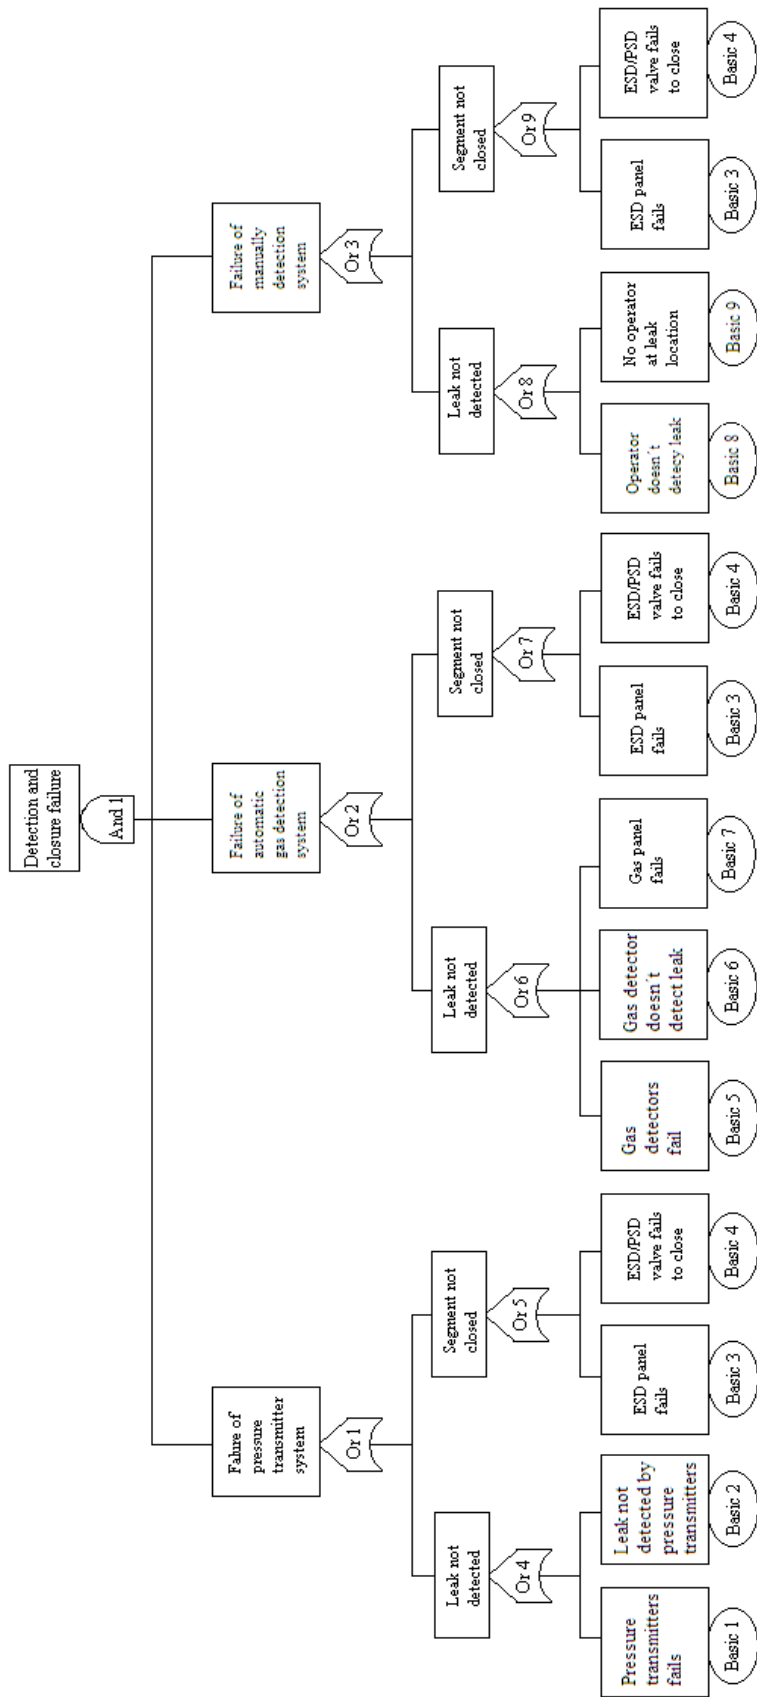 Detection and
closure failure
And 1
Falure of
pressure
transmitter
system
Or 1
Failure of
automatic
gas detection
system
Or 2
Failure of
manually
detection
system
Or 3
Leak not
detected
Or 4
Segment not
closed
Or 5
Leak not
detected
Or 6
Segment not
closed
Or 7
Leak not
detected
Or 8
Segment not
closed
Or 9
Pressure
transmitters
fails
Basic 1
Leak not
detected by
pressure
transmitters
Basic 2
ESD panel
fails
Basic 3
ESD/PSD
valve fails
to close
Basic 4
Gas
detectors
fail
Basic 5
Gas detector
doesn´t
detect leak
Basic 6
Gas panel
fails
Basic 7
ESD panel
fails
Basic 3
ESD/PSD
valve fails
to close
Basic 4
Operator
doesn´t
detecy leak
Basic 8
No operator
at leak
location
Basic 9
ESD panel
fails
Basic 3
ESD/PSD
valve fails
to close
Basic 4